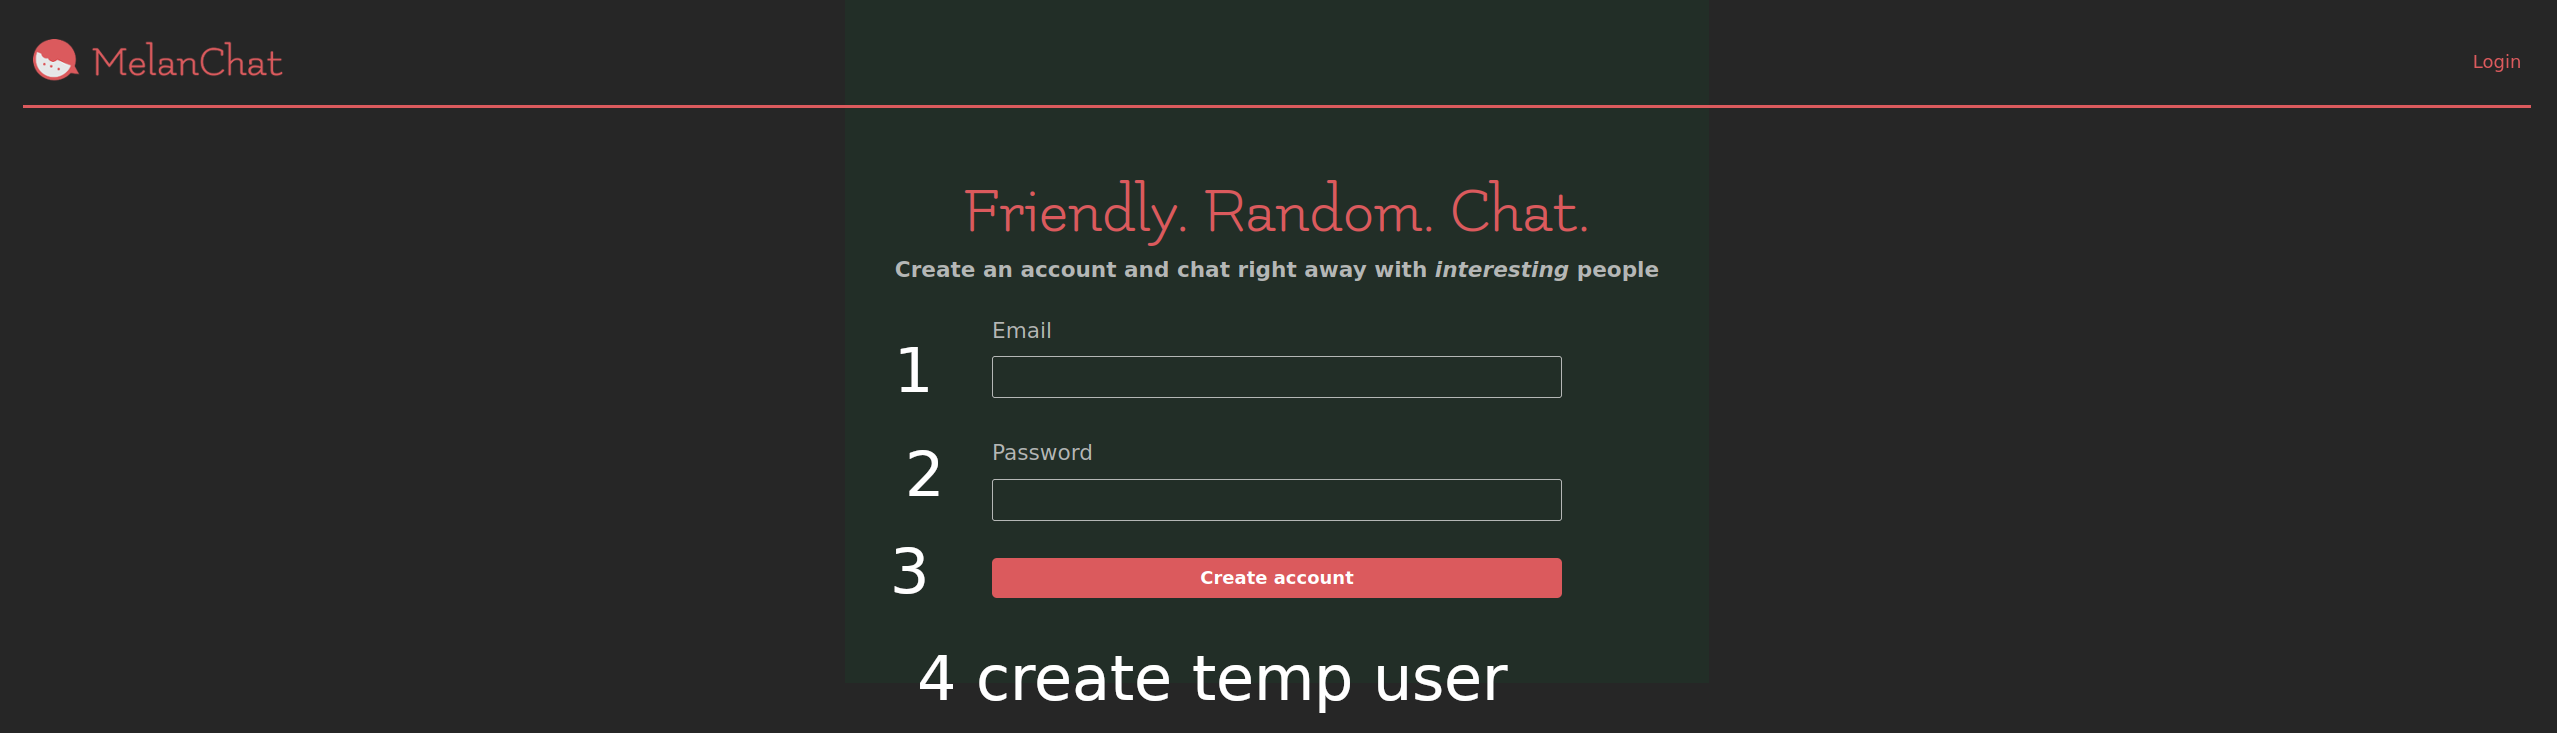 MelanChat
Login
Friendly. Random. Chat.
Create an account and chat right away with interesting people
Email
1
Password
2
3
Create account
4 create temp user